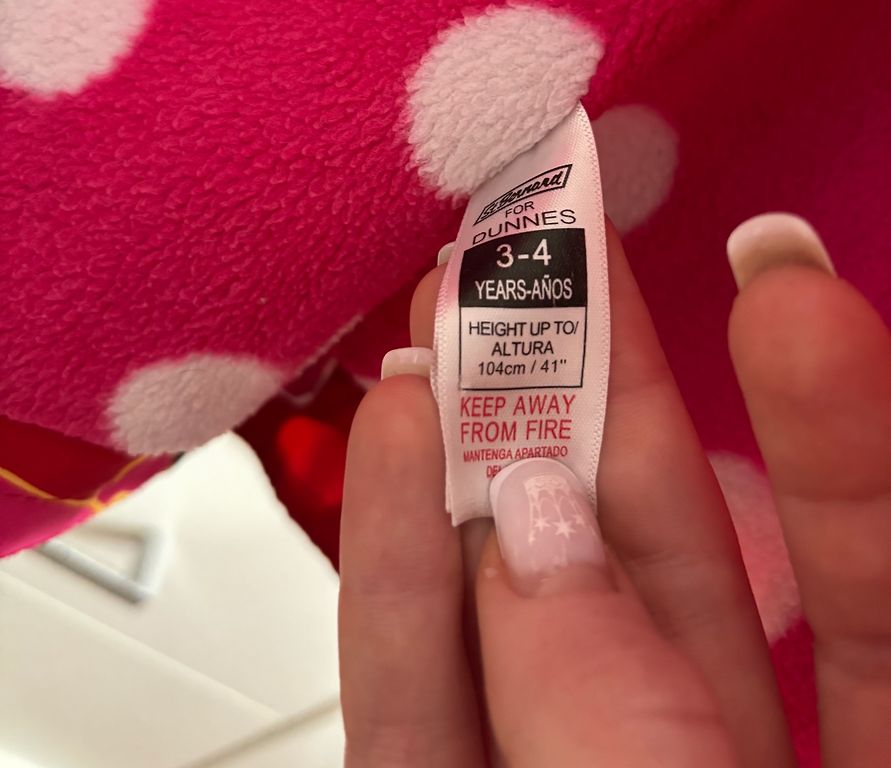 St Bernard
FOR
DUNNES
3-4
YEARS-AÑOS
HEIGHT UP TO/
ALTURA
104cm / 41"
KEEP AWAY
FROM FIRE
MANTENGA APARTADO